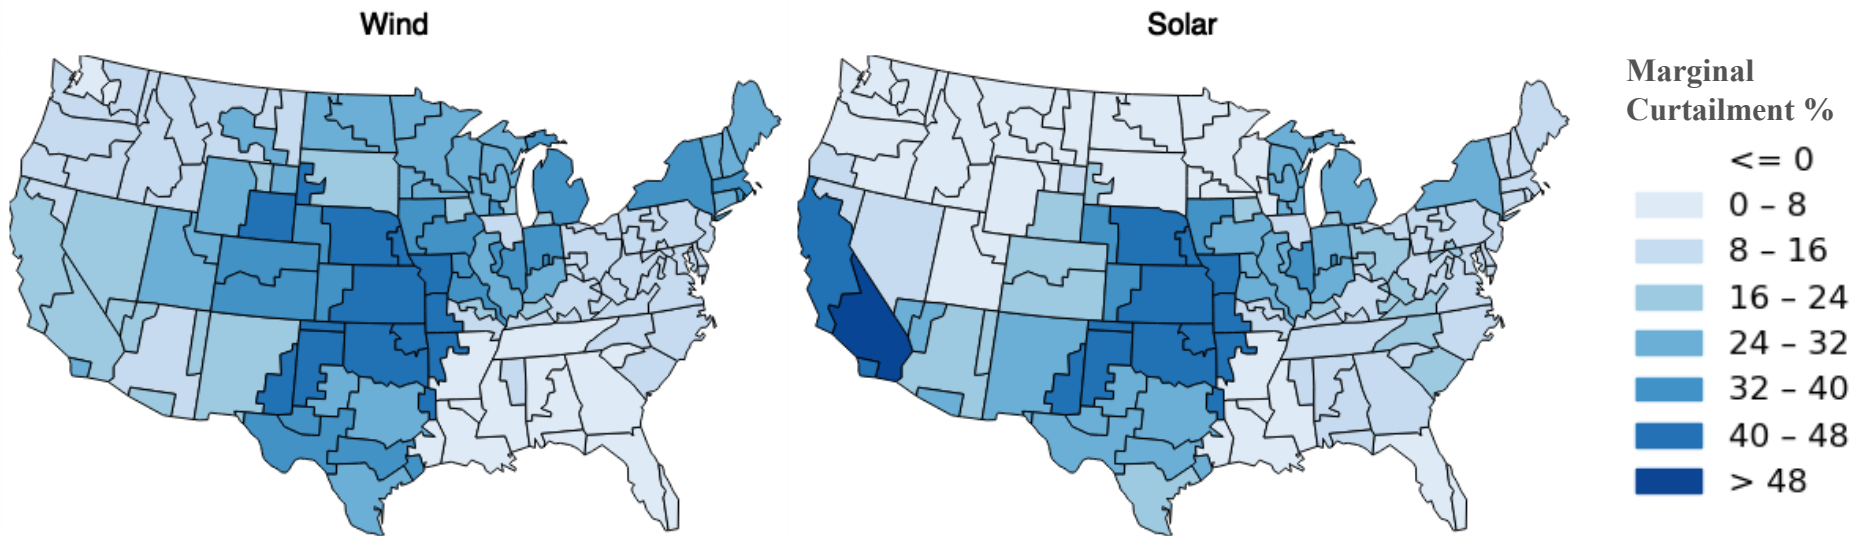 Wind
Solar
Marginal
Curtailment %
<= 0
0 – 8
8 – 16
16 – 24
24 – 32
32 – 40
40 – 48
> 48